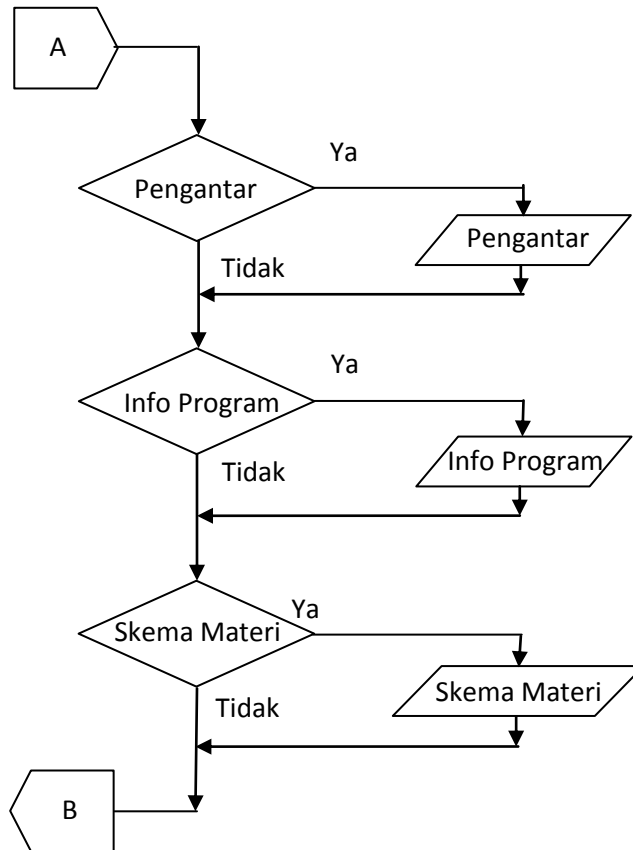 A
Ya
Pengantar
Pengantar
Tidak
Ya
Info Program
Info Program
Tidak
Ya
Skema Materi
Skema Materi
Tidak
B